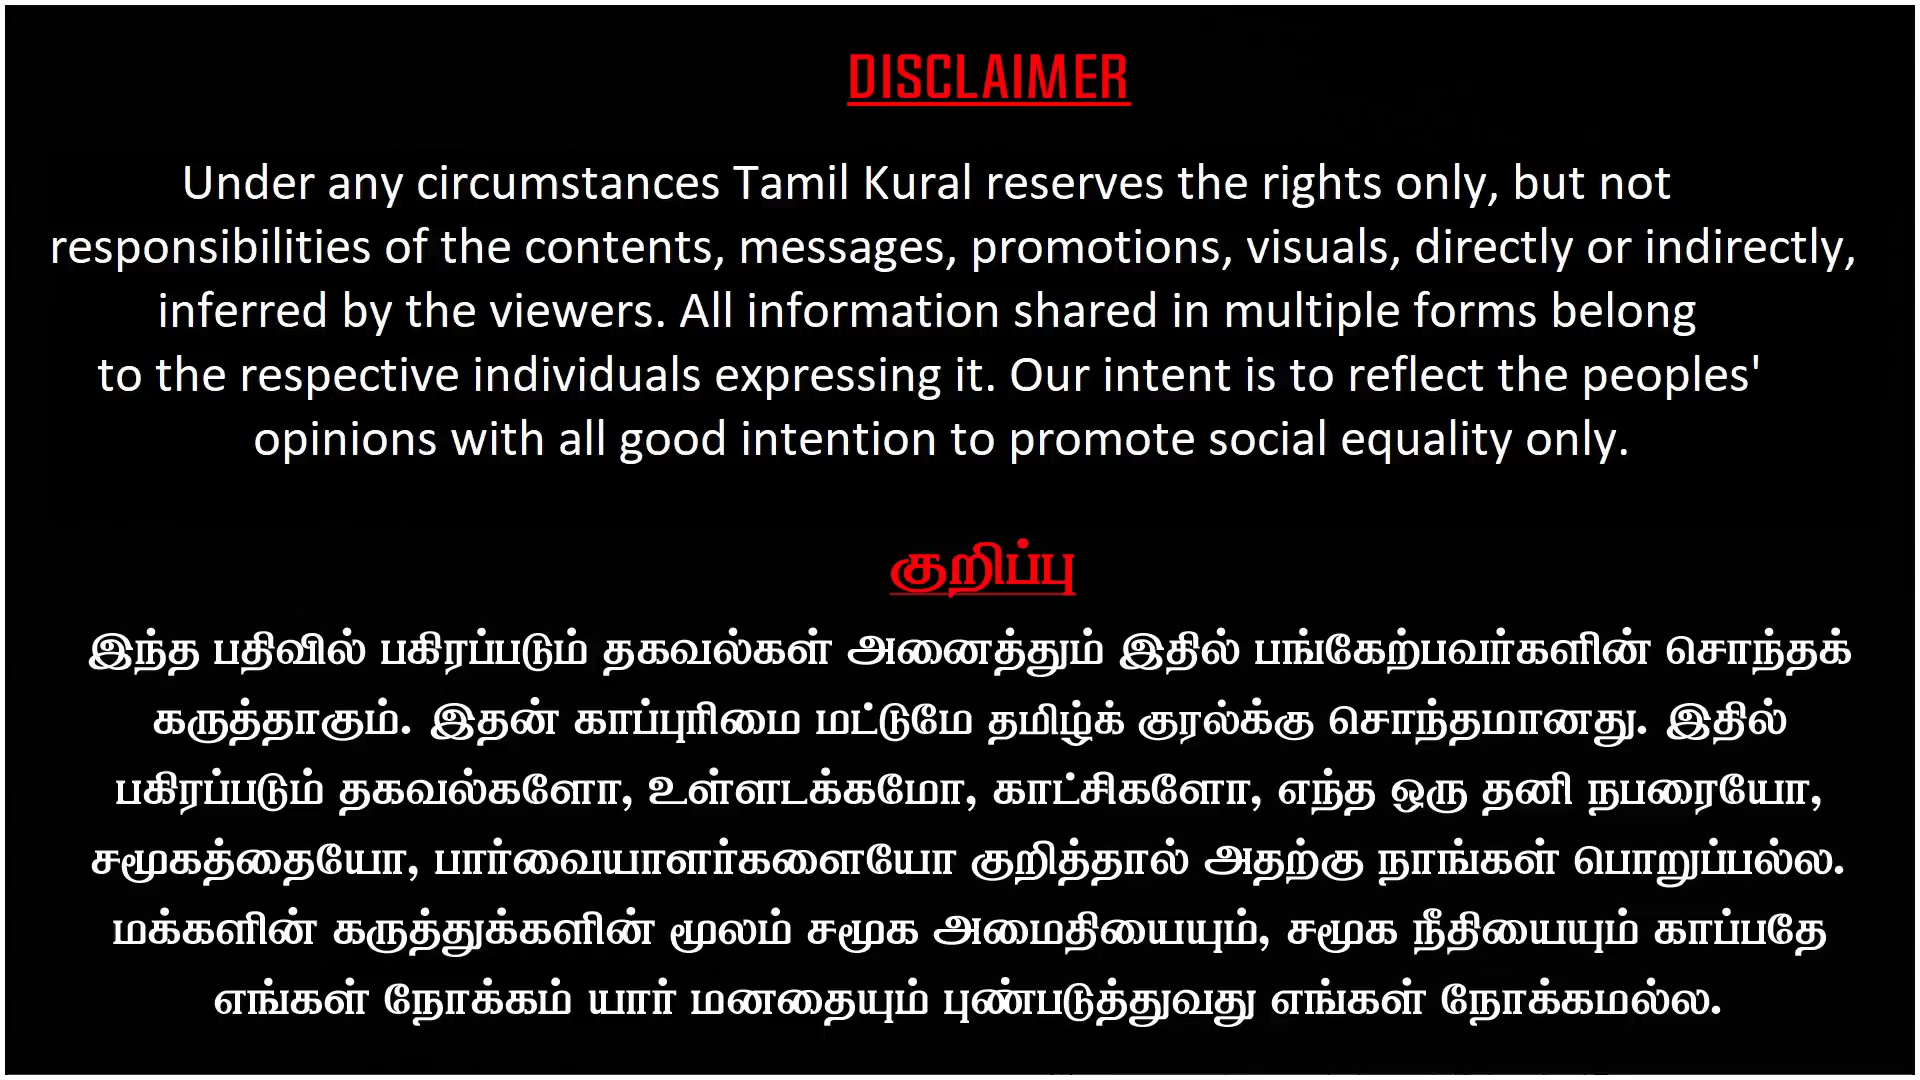 DISCLAIMER
Under any circumstances Tamil Kural reserves the rights only, but not
responsibilities of the contents, messages, promotions, visuals, directly or indirectly,
inferred by the viewers. All information shared in multiple forms belong
to the respective individuals expressing it. Our intent is to reflect the peoples'
opinions with all good intention to promote social equality only.
குறிப்பு
இந்த பதிவில் பகிரப்படும் தகவல்கள் அனைத்தும் இதில் பங்கேற்பவர்களின் சொந்தக்
கருத்தாகும். இதன் காப்புரிமை மட்டுமே தமிழ்க் குரல்க்கு சொந்தமானது. இதில்
பகிரப்படும் தகவல்களோ, உள்ளடக்கமோ, காட்சிகளோ, எந்த ஒரு தனி நபரையோ,
சமூகத்தையோ, பார்வையாளர்களையோ குறித்தால் அதற்கு நாங்கள் பொறுப்பல்ல.
மக்களின் கருத்துக்களின் மூலம் சமூக அமைதியையும், சமூக நீதியையும் காப்பதே
எங்கள் நோக்கம் யார் மனதையும் புண்படுத்துவது எங்கள் நோக்கமல்ல.